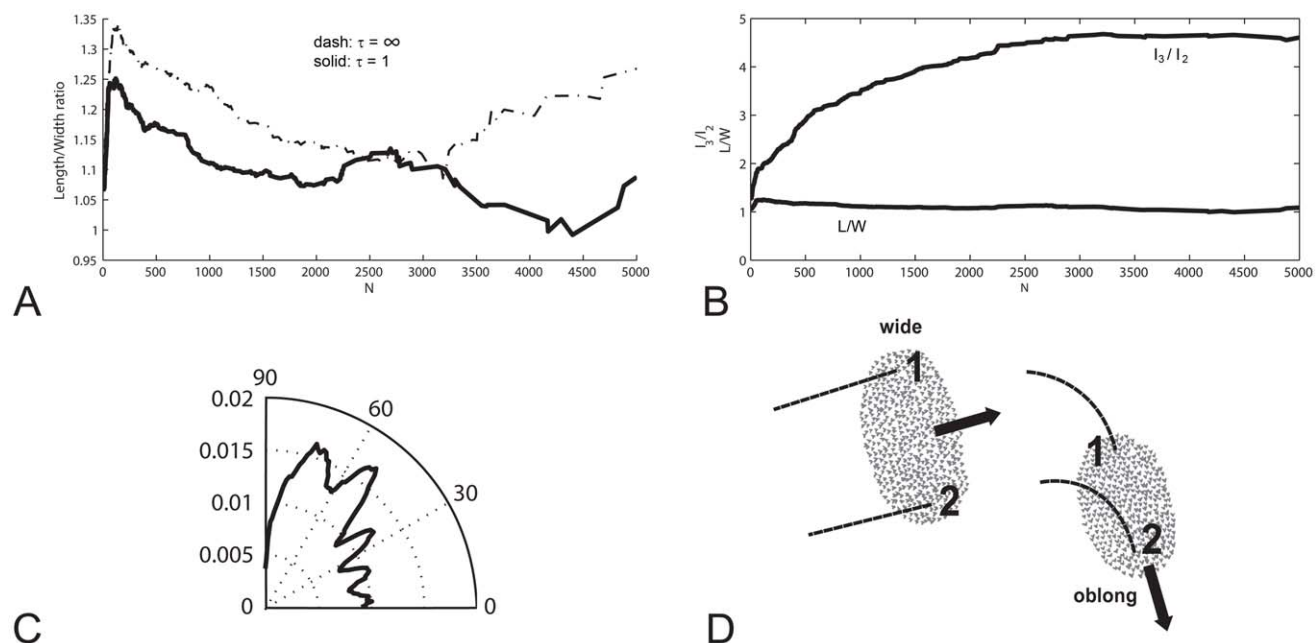 1.35
1.3
1.25
1.2
1.15
1.1
1.05
1
0.95
Length/Width ratio
dash: τ = ∞
solid: τ = 1
0 500 1000 1500 2000 2500 3000 3500 4000 4500 5000
N
A
5
4
3
2
1
0
I3/I2
L/W
I3 / I2
L/W
0 500 1000 1500 2000 2500 3000 3500 4000 4500 5000
N
B
90
0.02
60
0.015
0.01
30
0.005
0
0
C
wide
1
2
1
2
oblong
D